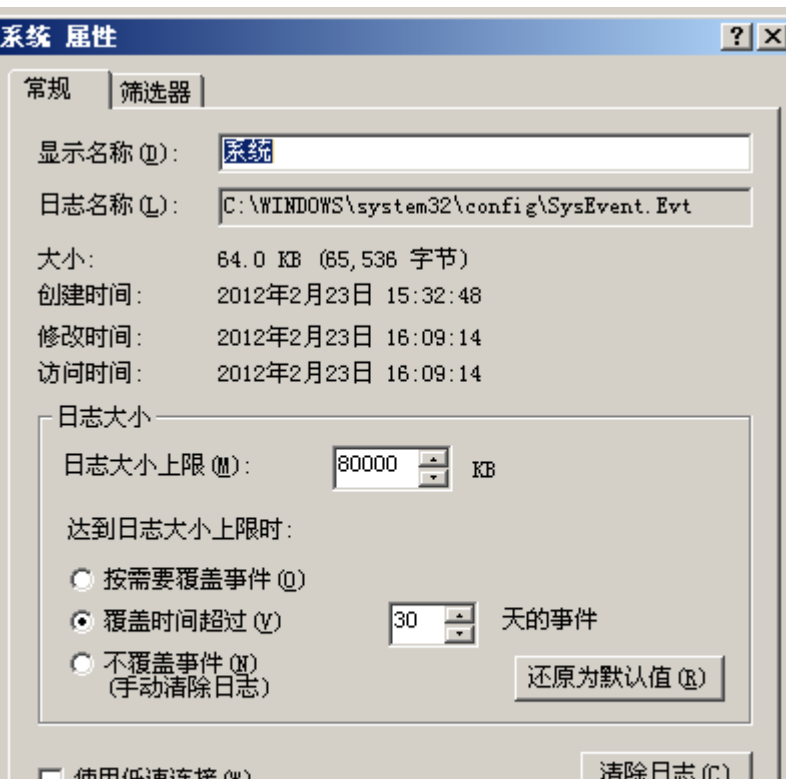 系统 属性
常规 筛选器
显示名称(D): 系统
日志名称(L): C:\WINDOWS\system32\config\SysEvent.Evt
大小: 64.0 KB (65,536 字节)
创建时间: 2012年2月23日 15:32:48
修改时间: 2012年2月23日 16:09:14
访问时间: 2012年2月23日 16:09:14
日志大小
日志大小上限(M): 80000 KB
达到日志大小上限时:
按需要覆盖事件(O)
覆盖时间超过(V) 30 天的事件
不覆盖事件(N)
(手动清除日志) 还原为默认值(R)
使用低速连接(W) 清除日志(C)